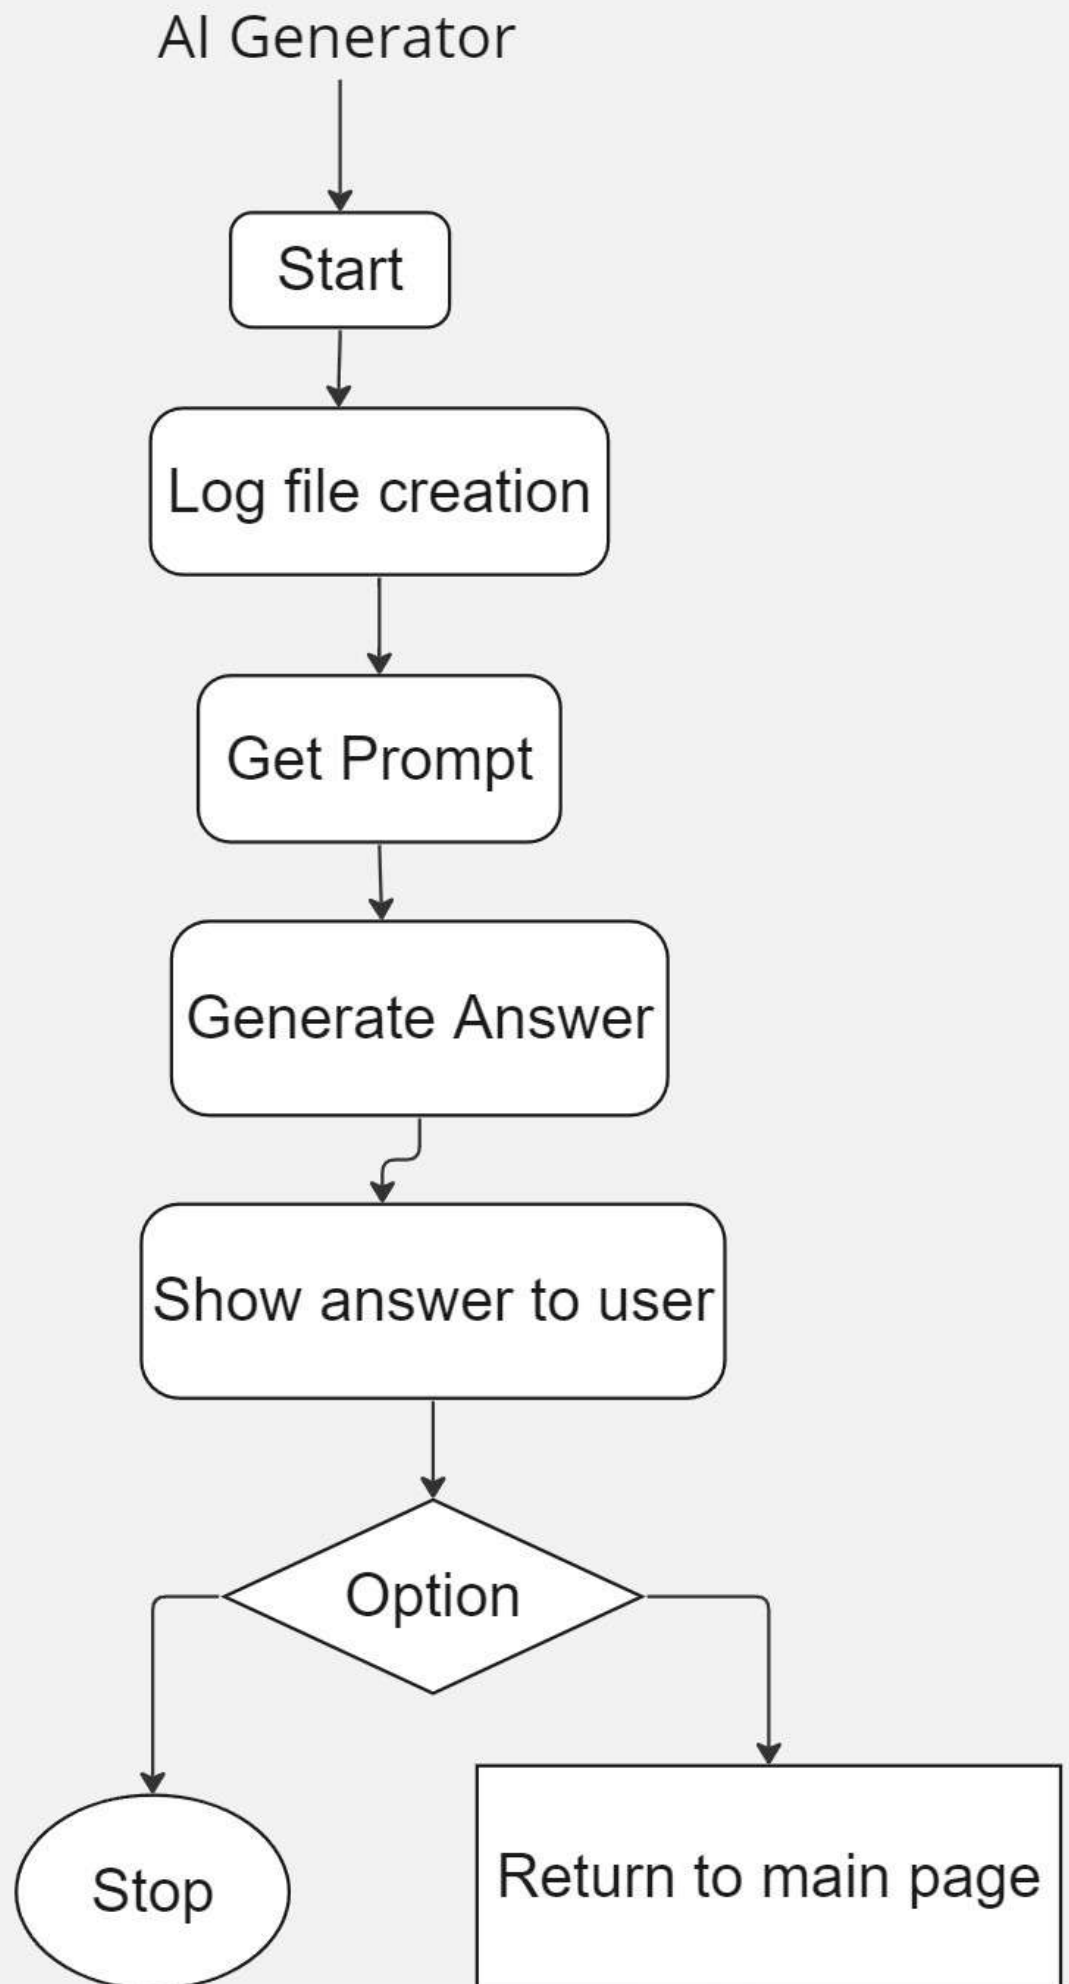 AI Generator
Start
Log file creation
Get Prompt
Generate Answer
Show answer to user
Option
Stop
Return to main page